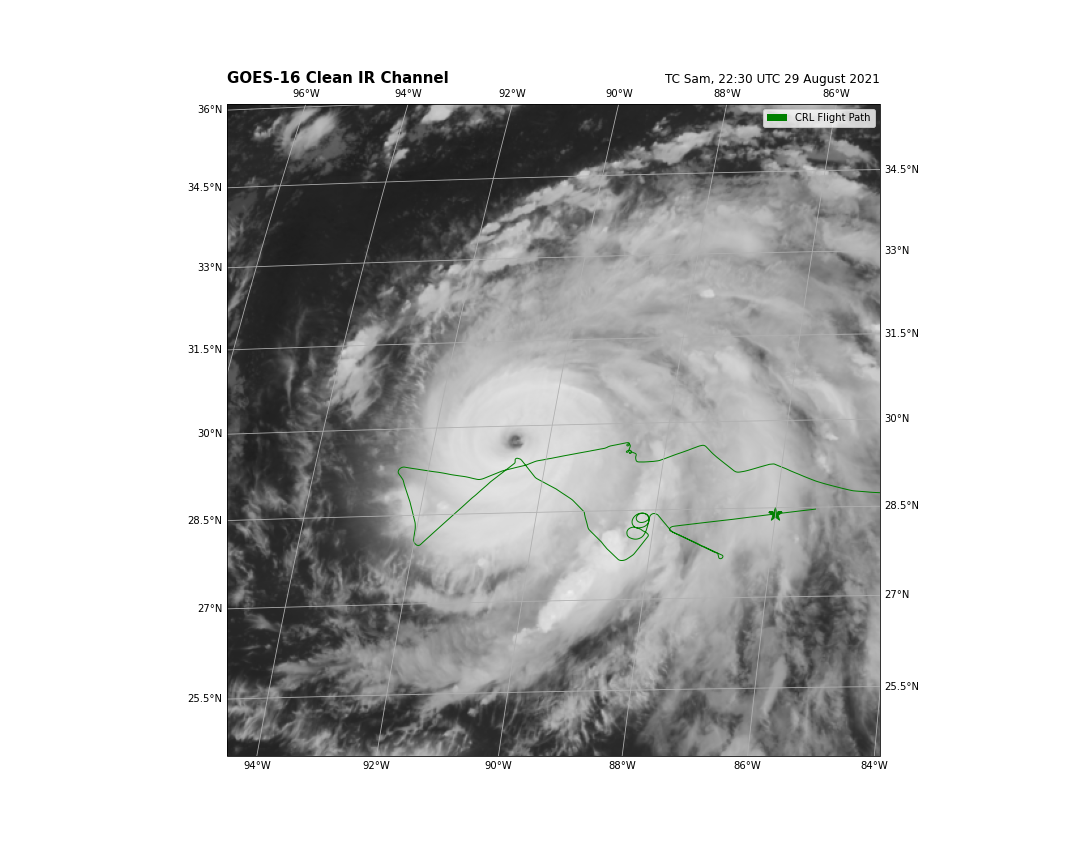 GOES-16 Clean IR Channel
TC Sam, 22:30 UTC 29 August 2021
96°W 94°W 92°W 90°W 88°W 86°W
CRL Flight Path
36°N
34.5°N 34.5°N
33°N 33°N
31.5°N 31.5°N
30°N 30°N
28.5°N 28.5°N
27°N 27°N
25.5°N 25.5°N
94°W 92°W 90°W 88°W 86°W 84°W